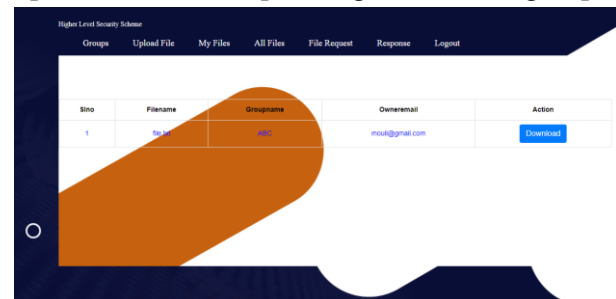 Higher Level Security Scheme
Groups Upload File My Files All Files File Request Response Logout
Slno Filename Groupname Owneremail Action
1 file.txt ABC mouli@gmail.com Download